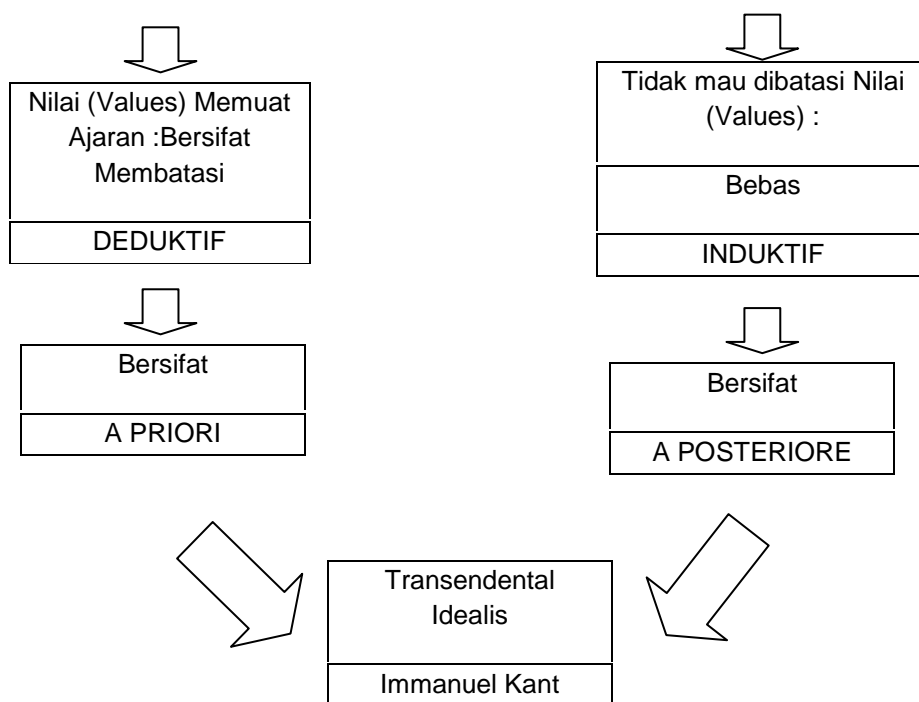 Nilai (Values) Memuat
Ajaran :Bersifat
Membatasi
DEDUKTIF
Bersifat
A PRIORI
Tidak mau dibatasi Nilai
(Values) :
Bebas
INDUKTIF
Bersifat
A POSTERIORE
Transendental
Idealis
Immanuel Kant